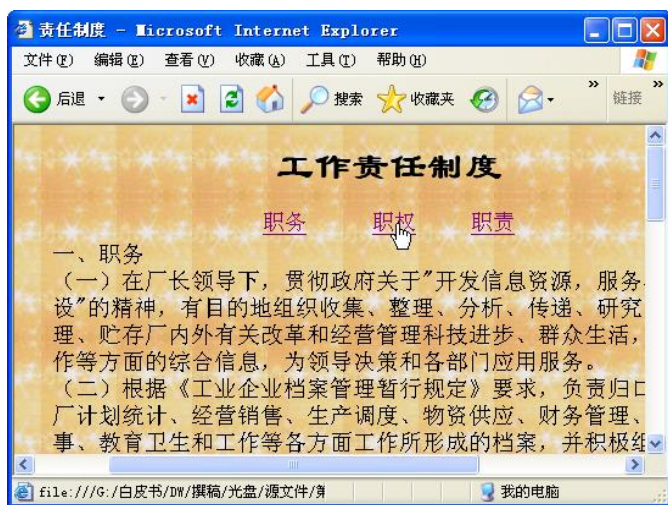 责任制度 - Microsoft Internet Explorer
文件(F) 编辑(E) 查看(V) 收藏(A) 工具(T) 帮助(H)
后退 搜索 收藏夹 » 链接 »
工作责任制度
职务 职权 职责
一、职务
（一）在厂长领导下，贯彻政府关于"开发信息资源，服务
设"的精神，有目的地组织收集、整理、分析、传递、研究
理、贮存厂内外有关改革和经营管理科技进步、群众生活，
作等方面的综合信息，为领导决策和各部门应用服务。
（二）根据《工业企业档案管理暂行规定》要求，负责归口
厂计划统计、经营销售、生产调度、物资供应、财务管理、
事、教育卫生和工作等各方面工作所形成的档案，并积极组
file:///G:/白皮书/DW/撰稿/光盘/源文件/第 我的电脑